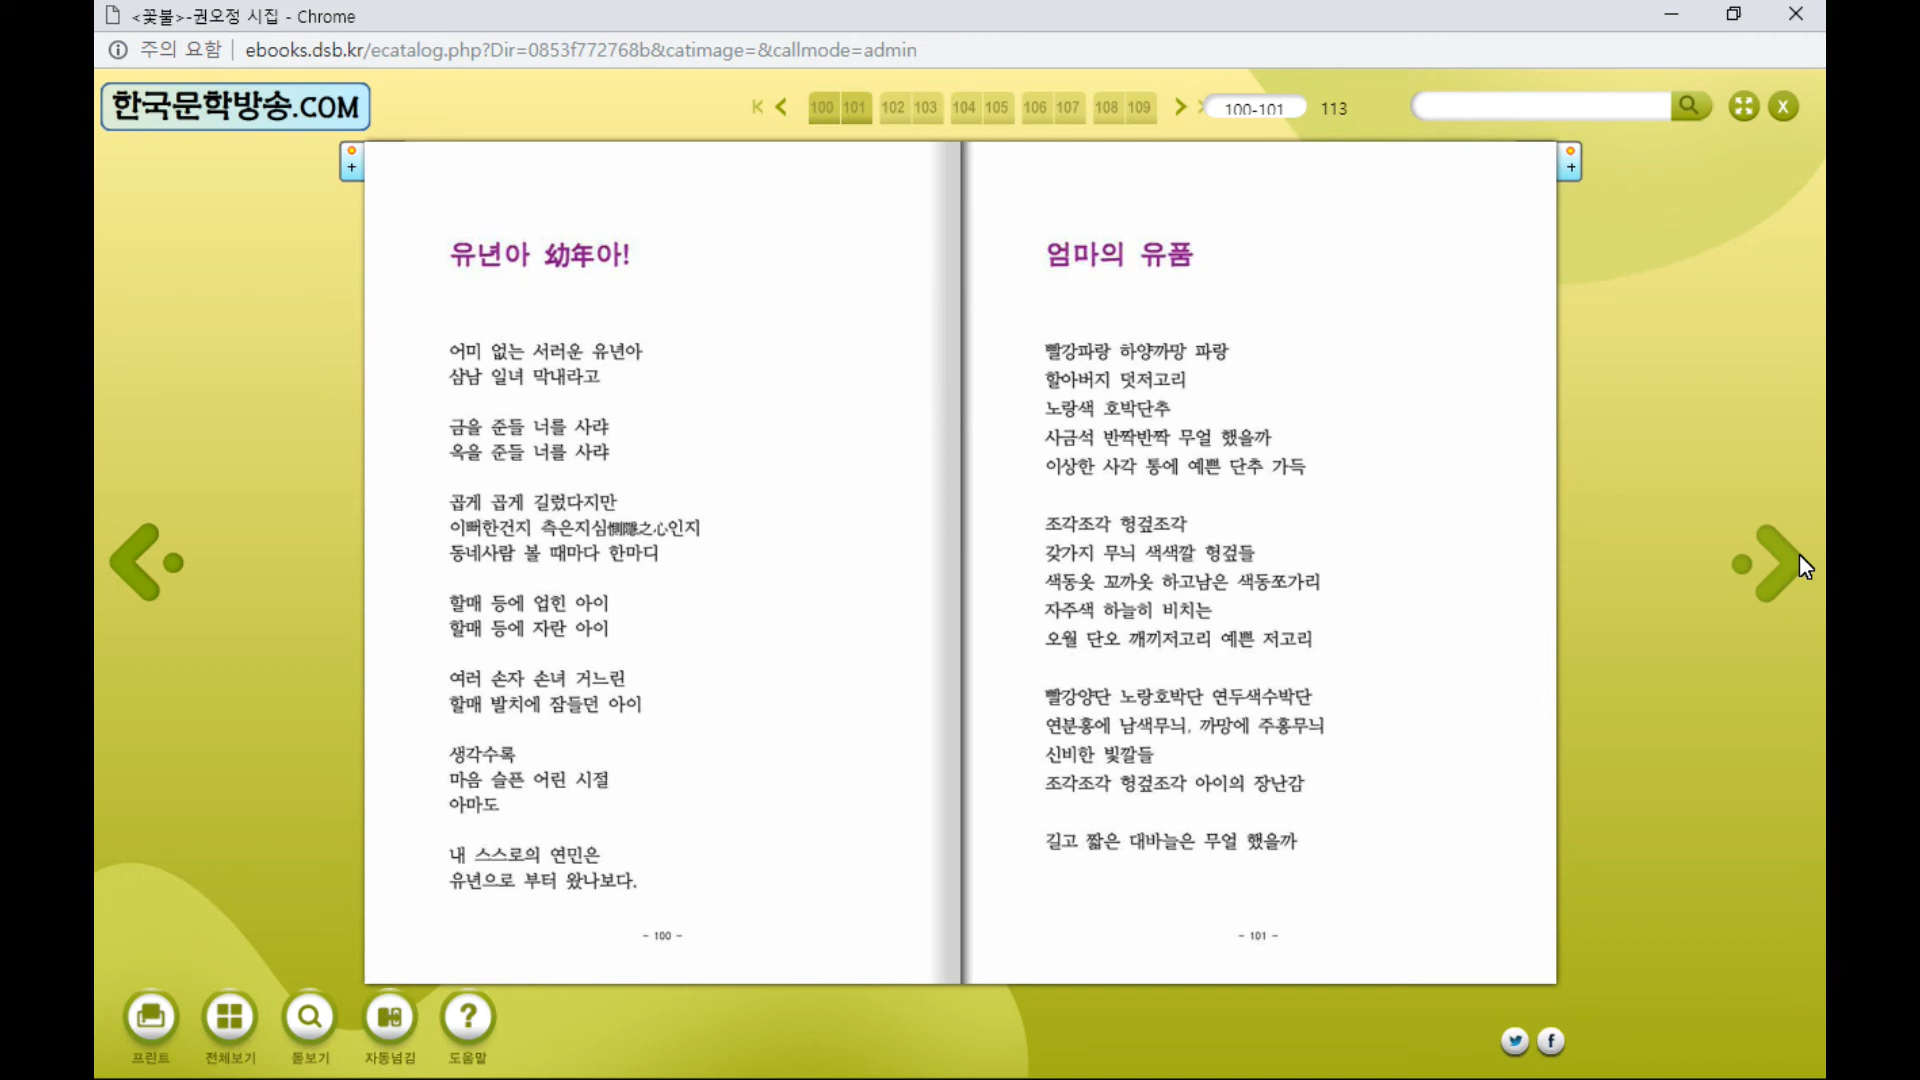 <꽃불>-권오정 시집 - Chrome
주의 요함 | ebooks.dsb.kr/ecatalog.php?Dir=0853f772768b&catimage=&callmode=admin
한국문학방송.COM
100 101 102 103 104 105 106 107 108 109 100-101 113
유년아 幼年아!
어미 없는 서러운 유년아
삼남 일녀 막내라고
금을 준들 너를 사랴
옥을 준들 너를 사랴
곱게 곱게 길렀다지만
이뻐한건지 측은지심惻隱之心인지
동네사람 볼 때마다 한마디
할매 등에 업힌 아이
할매 등에 자란 아이
여러 손자 손녀 거느린
할매 발치에 잠들던 아이
생각수록
마음 슬픈 어린 시절
아마도
내 스스로의 연민은
유년으로 부터 왔나보다.
- 100 -
엄마의 유품
빨강파랑 하양까망 파랑
할아버지 덧저고리
노랑색 호박단추
사금석 반짝반짝 무얼 했을까
이상한 사각 통에 예쁜 단추 가득
조각조각 헝겊조각
갖가지 무늬 색색깔 헝겊들
색동옷 꼬까옷 하고남은 색동쪼가리
자주색 하늘히 비치는
오월 단오 깨끼저고리 예쁜 저고리
빨강양단 노랑호박단 연두색수박단
연분홍에 남색무늬, 까망에 주홍무늬
신비한 빛깔들
조각조각 헝겊조각 아이의 장난감
길고 짧은 대바늘은 무얼 했을까
- 101 -
프린트 전체보기 돋보기 자동넘김 도움말